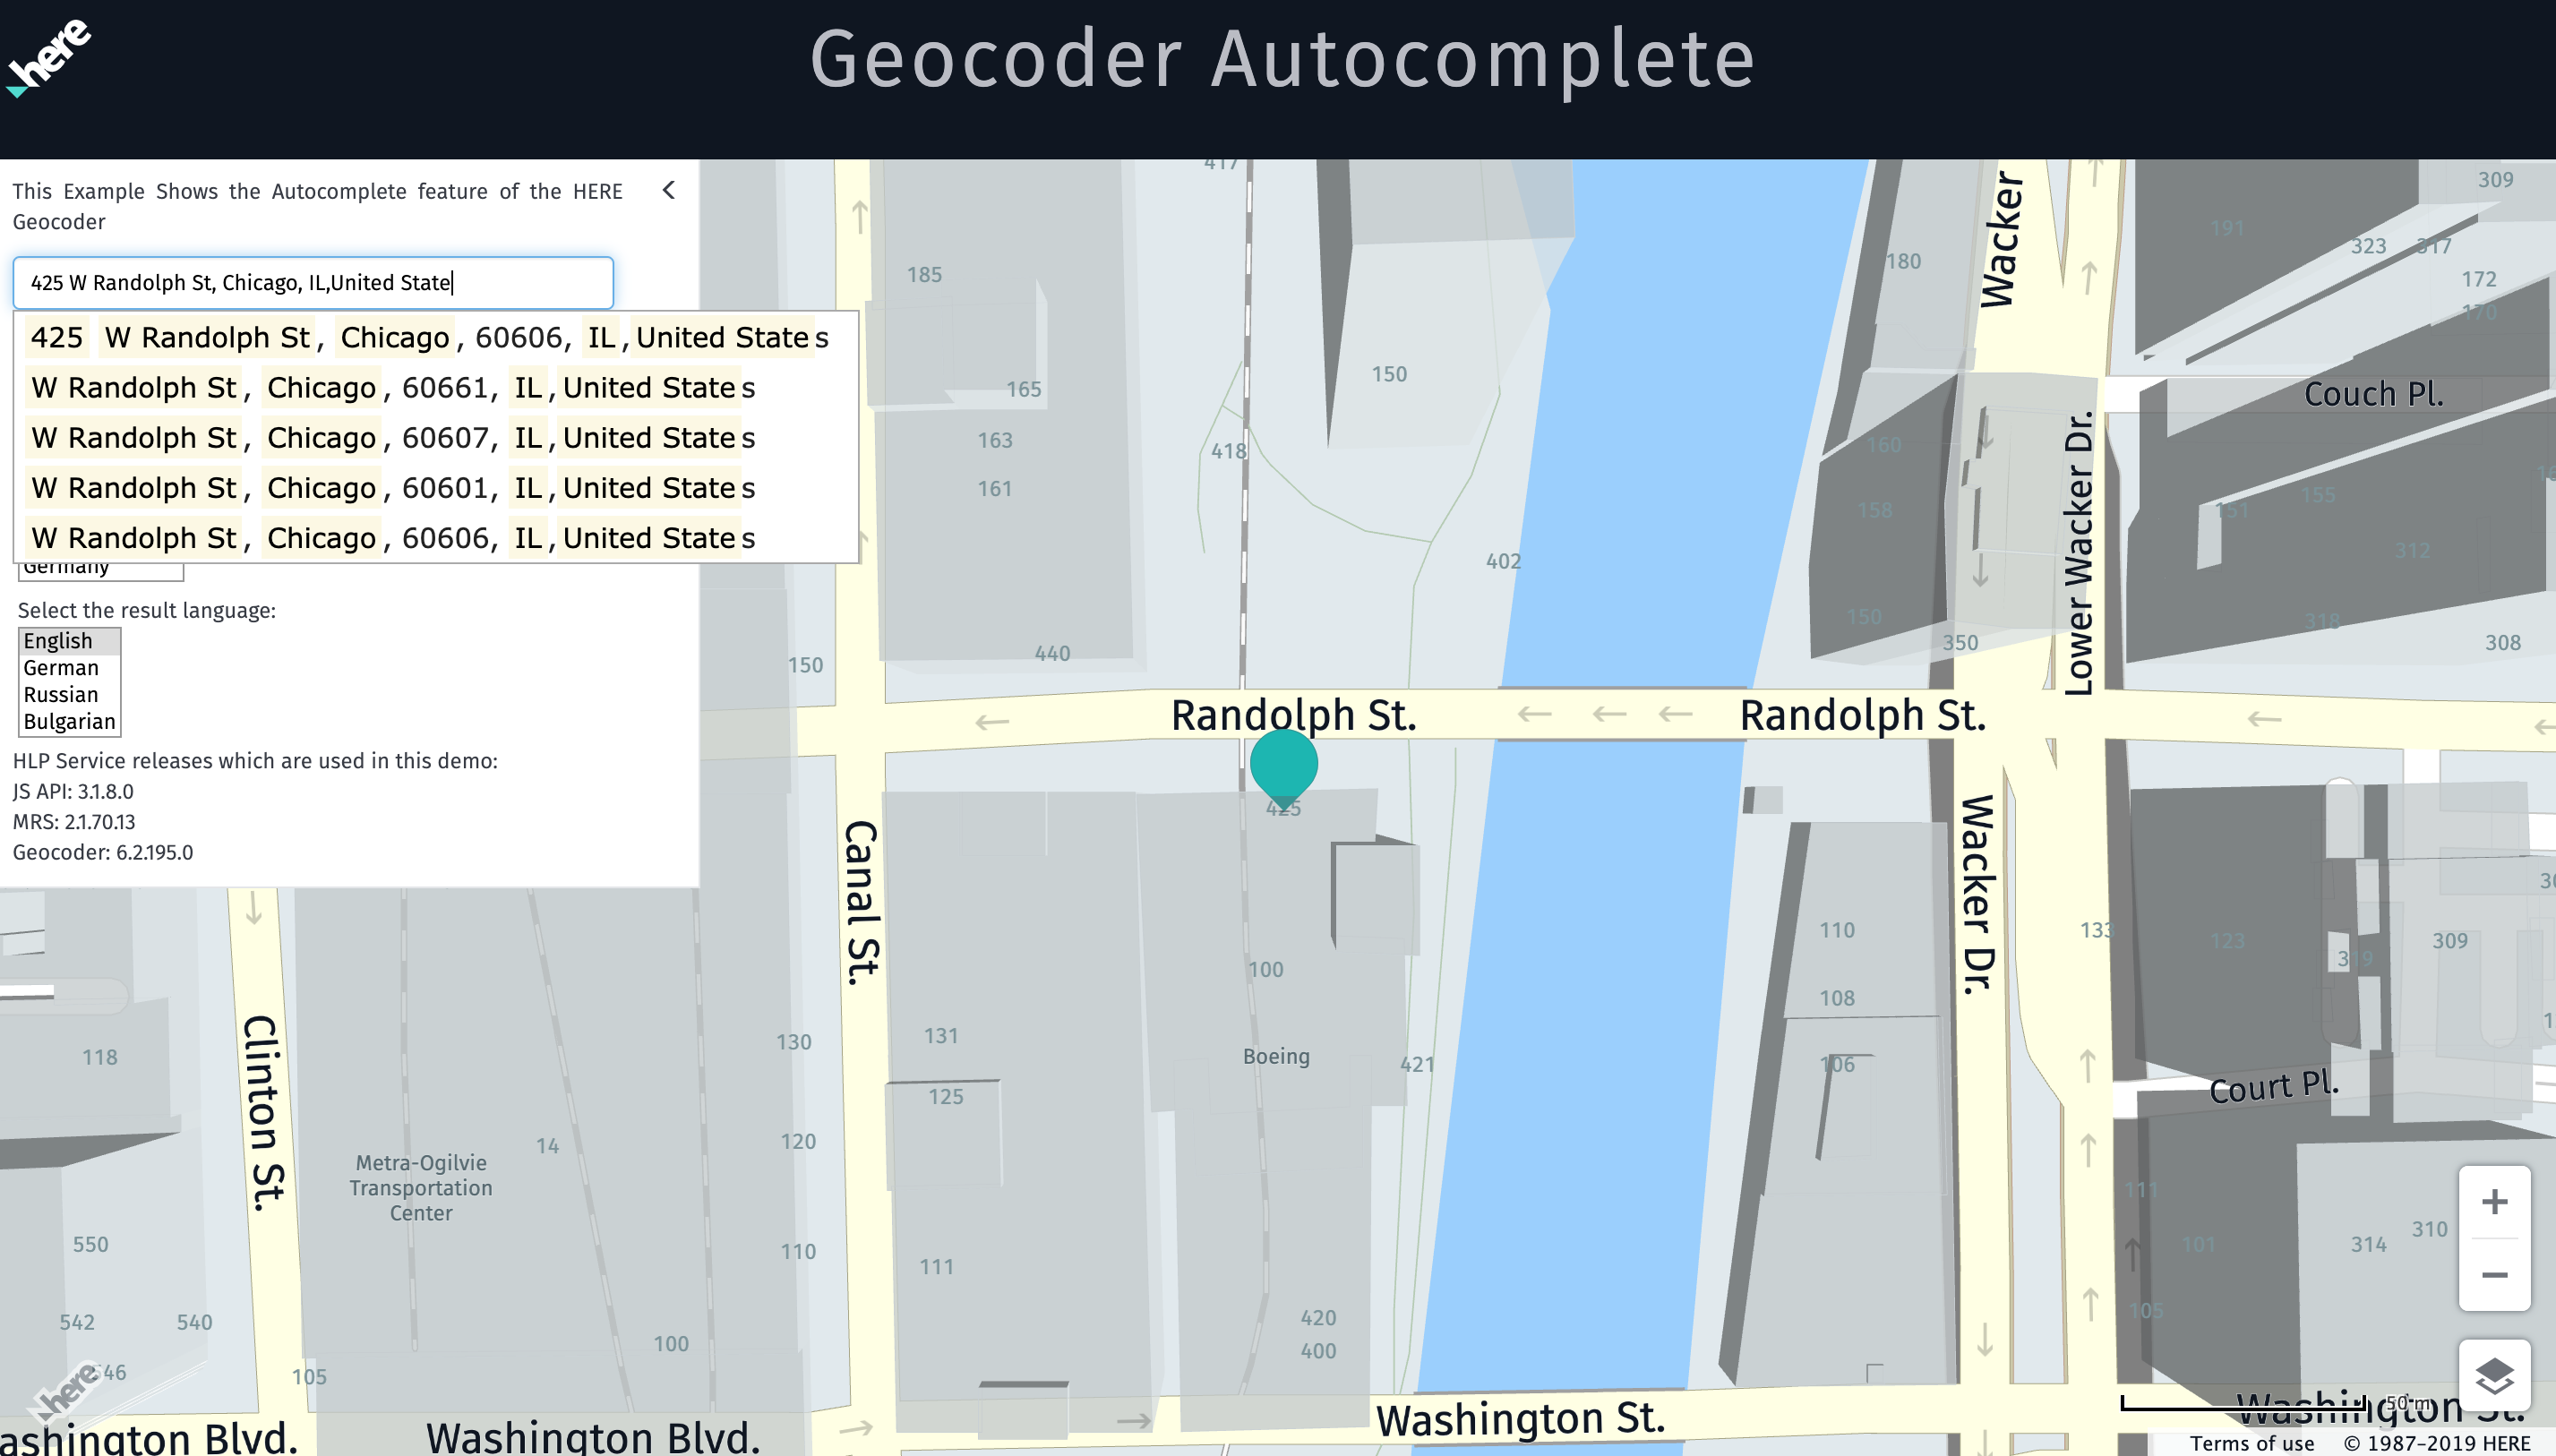 here
Geocoder Autocomplete
This Example Shows the Autocomplete feature of the HERE
Geocoder
425 W Randolph St, Chicago, IL,United State
425 W Randolph St, Chicago, 60606, IL,United States
W Randolph St, Chicago, 60661, IL,United States
W Randolph St, Chicago, 60607, IL,United States
W Randolph St, Chicago, 60601, IL,United States
W Randolph St, Chicago, 60606, IL,United States
Germany
Select the result language:
English
German
Russian
Bulgarian
HLP Service releases which are used in this demo:
JS API: 3.1.8.0
MRS: 2.1.70.13
Geocoder: 6.2.195.0
417
185
165
163
161
440
150
418
150
402
180
160
158
150
350
Wacker
Lower Wacker Dr.
191
309
323
317
172
170
Couch Pl.
155
151
312
318
308
Randolph St.
Randolph St.
425
Canal St.
Wacker Dr.
Clinton St.
100
Boeing
421
131
125
111
420
400
130
120
110
118
14
Metra-Ogilvie
Transportation
Center
550
542
540
546
105
100
110
108
106
133
123
319
309
Court Pl.
111
101
105
314
310
here
ashington Blvd.
Washington Blvd.
Washington St.
Washington St.
50 m
Terms of use
© 1987-2019 HERE